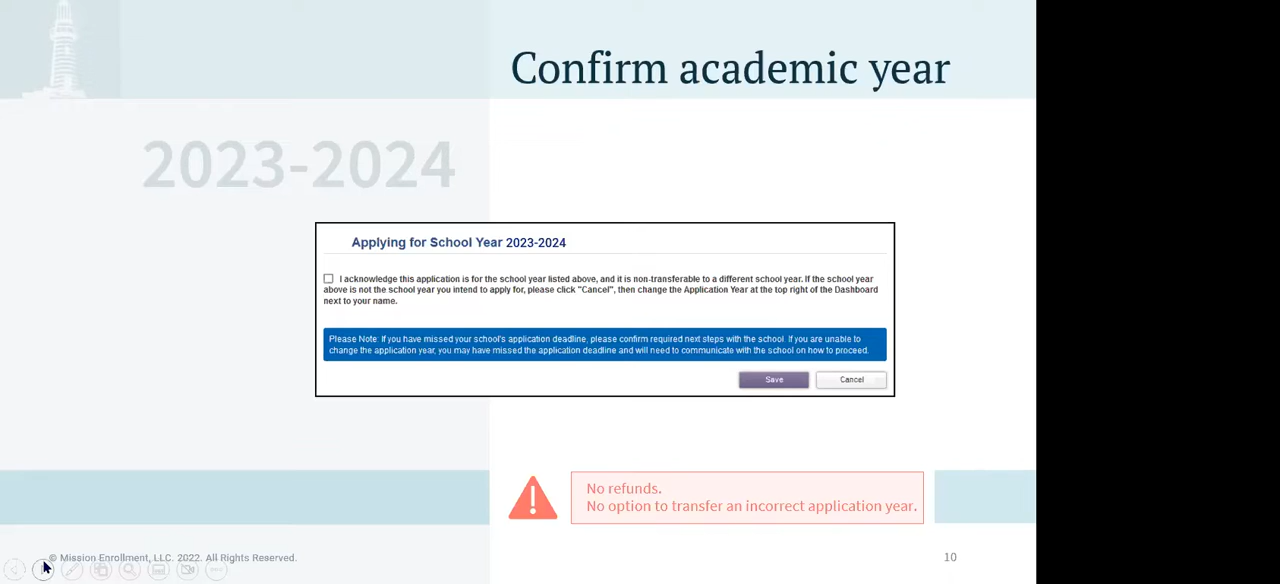 Confirm academic year
2023-2024
Applying for School Year 2023-2024
I acknowledge this application is for the school year listed above, and it is non-transferable to a different school year. If the school year
above is not the school year you intend to apply for, please click "Cancel", then change the Application Year at the top right of the Dashboard
next to your name.
Please Note: If you have missed your school's application deadline, please confirm required next steps with the school. If you are unable to
change the application year, you may have missed the application deadline and will need to communicate with the school on how to proceed.
Save
Cancel
No refunds.
No option to transfer an incorrect application year.
© Mission Enrollment, LLC. 2022. All Rights Reserved.
10